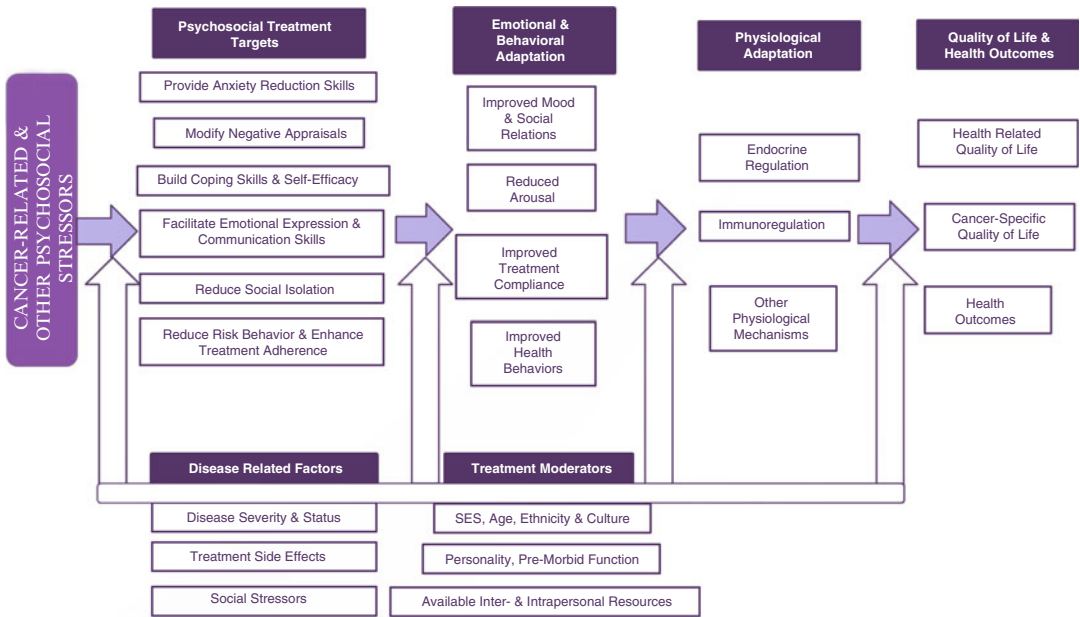 CANCER-RELATED &
OTHER PSYCHOSOCIAL
STRESSORS
Psychosocial Treatment
Targets
Provide Anxiety Reduction Skills
Modify Negative Appraisals
Build Coping Skills & Self-Efficacy
Facilitate Emotional Expression &
Communication Skills
Reduce Social Isolation
Reduce Risk Behavior & Enhance
Treatment Adherence
Emotional &
Behavioral
Adaptation
Improved Mood
& Social
Relations
Reduced
Arousal
Improved
Treatment
Compliance
Improved
Health
Behaviors
Physiological
Adaptation
Endocrine
Regulation
Immunoregulation
Other
Physiological
Mechanisms
Quality of Life &
Health Outcomes
Health Related
Quality of Life
Cancer-Specific
Quality of Life
Health
Outcomes
Disease Related Factors
Disease Severity & Status
Treatment Side Effects
Social Stressors
Treatment Moderators
SES, Age, Ethnicity & Culture
Personality, Pre-Morbid Function
Available Inter- & Intrapersonal Resources